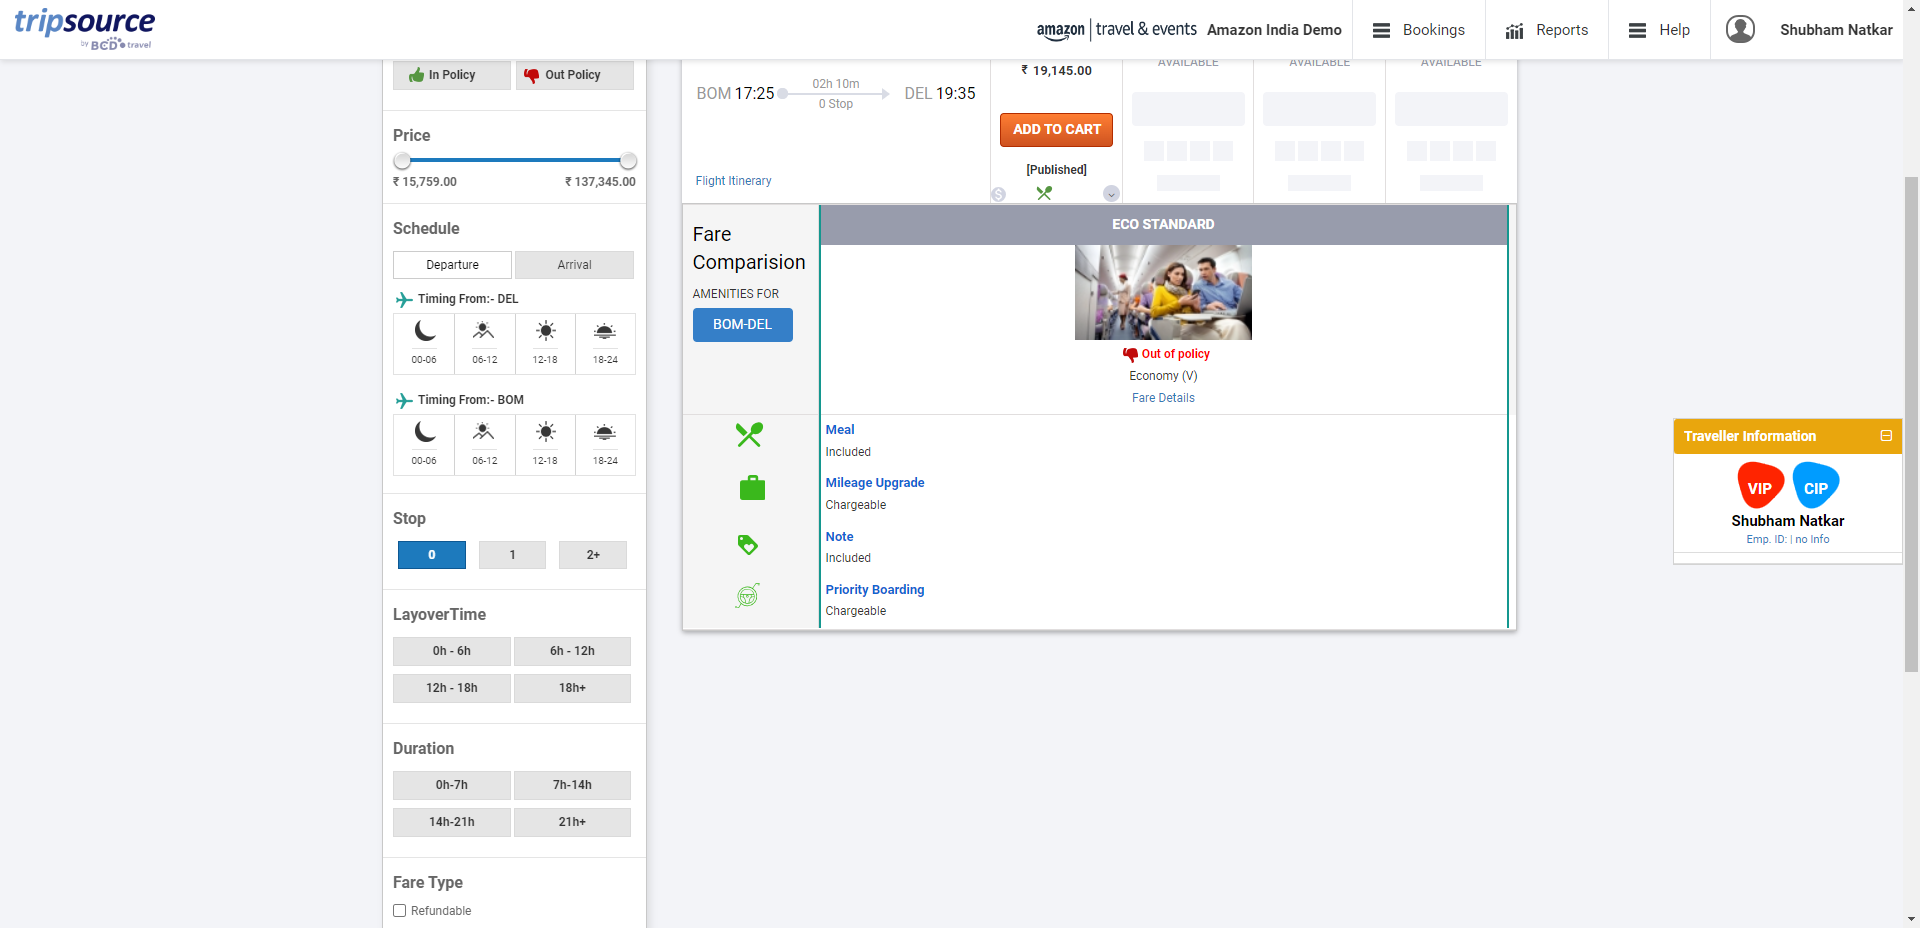 tripsource
by BCD travel
amazon | travel & events
Amazon India Demo
Bookings
Reports
Help
Shubham Natkar
In Policy
Out Policy
Price
₹ 15,759.00
₹ 137,345.00
Schedule
Departure
Arrival
Timing From:- DEL
00-06
06-12
12-18
18-24
Timing From:- BOM
00-06
06-12
12-18
18-24
Stop
0
1
2+
LayoverTime
0h - 6h
6h - 12h
12h - 18h
18h+
Duration
0h-7h
7h-14h
14h-21h
21h+
Fare Type
Refundable
BOM 17:25
02h 10m
0 Stop
DEL 19:35
Flight Itinerary
₹ 19,145.00
ADD TO CART
[Published]
AVAILABLE
AVAILABLE
AVAILABLE
Fare
Comparision
AMENITIES FOR
BOM-DEL
ECO STANDARD
Out of policy
Economy (V)
Fare Details
Meal
Included
Mileage Upgrade
Chargeable
Note
Included
Priority Boarding
Chargeable
Traveller Information
VIP
CIP
Shubham Natkar
Emp. ID: | no Info